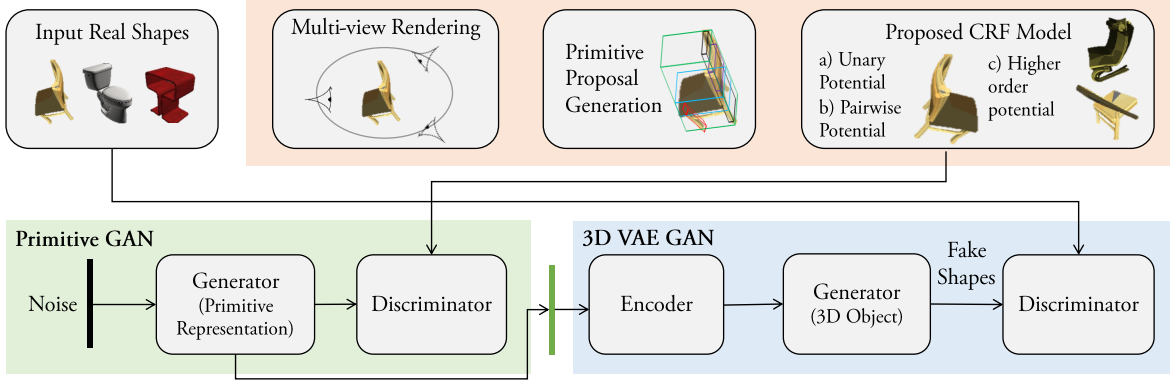 Input Real Shapes
Multi-view Rendering
Primitive
Proposal
Generation
Proposed CRF Model
a) Unary
Potential
b) Pairwise
Potential
c) Higher
order
potential
Primitive GAN
Noise
Generator
(Primitive
Representation)
Discriminator
3D VAE GAN
Encoder
Generator
(3D Object)
Fake
Shapes
Discriminator